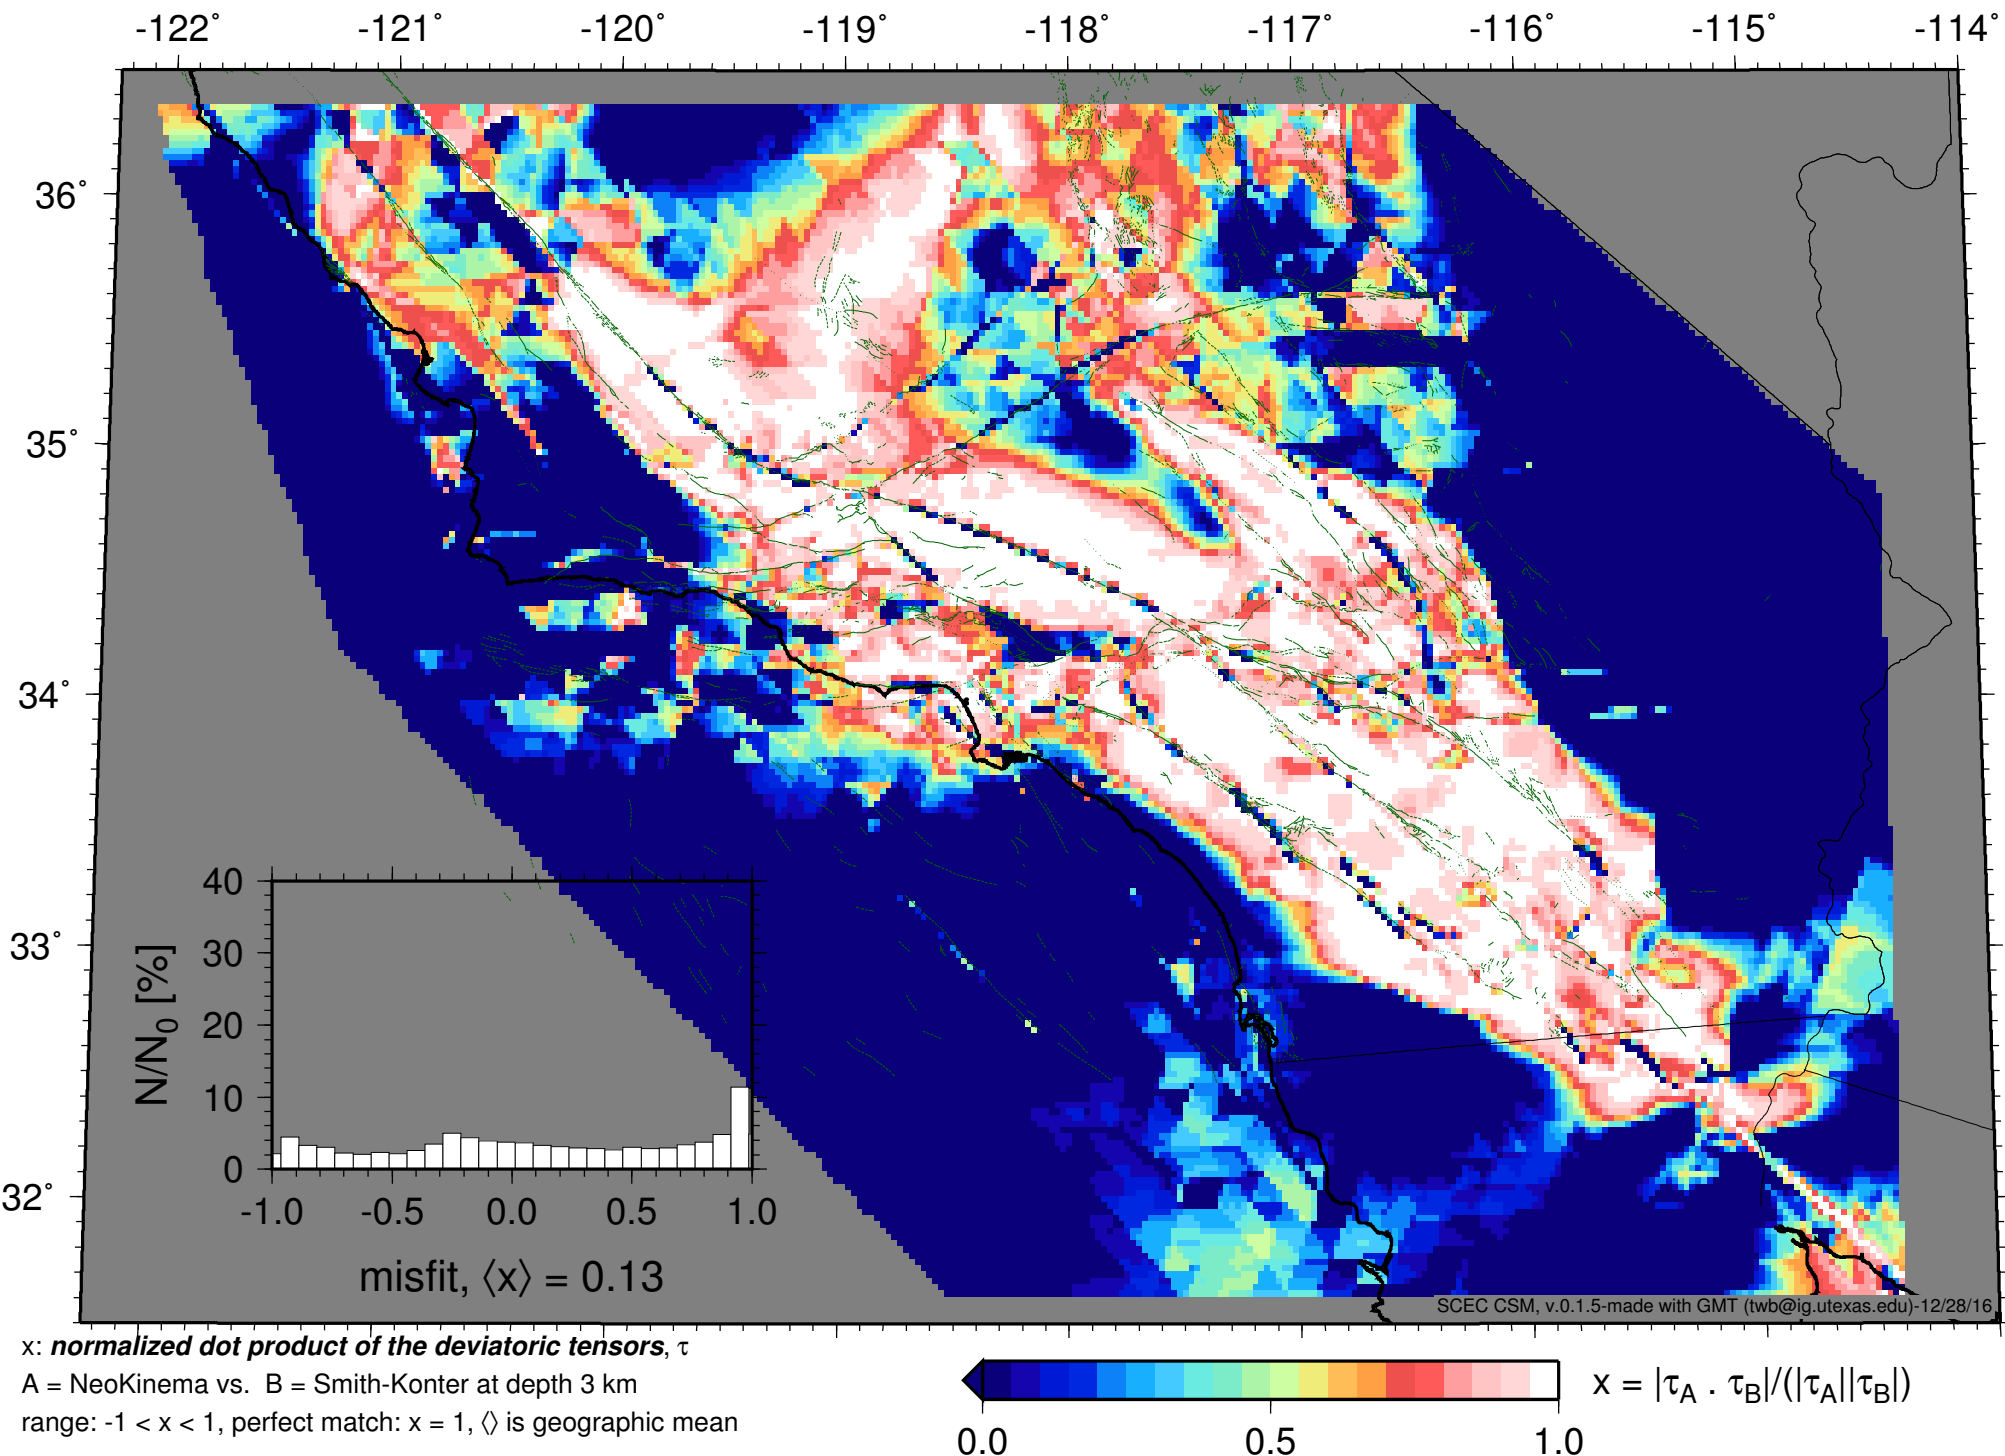 -122° -121° -120° -119° -118° -117° -116° -115° -114°
36°
35°
34°
33°
32°
40
30
20
10
0
N/N0 [%]
-1.0 -0.5 0.0 0.5 1.0
misfit, ⟨x⟩ = 0.13
SCEC CSM, v.0.1.5-made with GMT (twb@ig.utexas.edu)-12/28/16
x: normalized dot product of the deviatoric tensors, τ
A = NeoKinema vs. B = Smith-Konter at depth 3 km
range: -1 < x < 1, perfect match: x = 1, ⟨⟩ is geographic mean
x = |τA . τB|/(|τA||τB|)
0.0 0.5 1.0